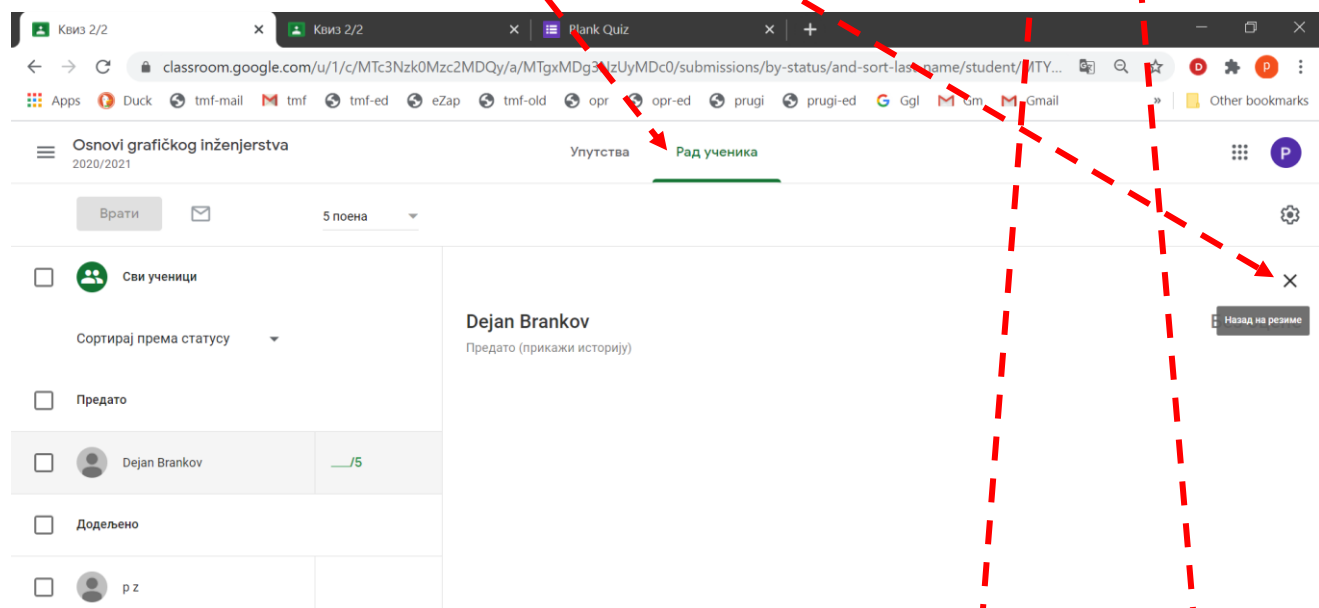 Квиз 2/2
Квиз 2/2
Plank Quiz
classroom.google.com/u/1/c/MTc3Nzk0Mzc2MDQy/a/MTgxMDg3NzUyMDc0/submissions/by-status/and-sort-last-name/student/MTY...
Apps Duck tmf-mail tmf tmf-ed eZap tmf-old opr opr-ed prugi prugi-ed Ggl Gm Gmail » Other bookmarks
Osnovi grafičkog inženjerstva
2020/2021
Упутства Рад ученика
P
Врати 5 поена
Сви ученици
Сортирај према статусу
Dejan Brankov
Назад на резиме
Предато (прикажи историју)
Предато
Dejan Brankov __/5
Додељено
p z